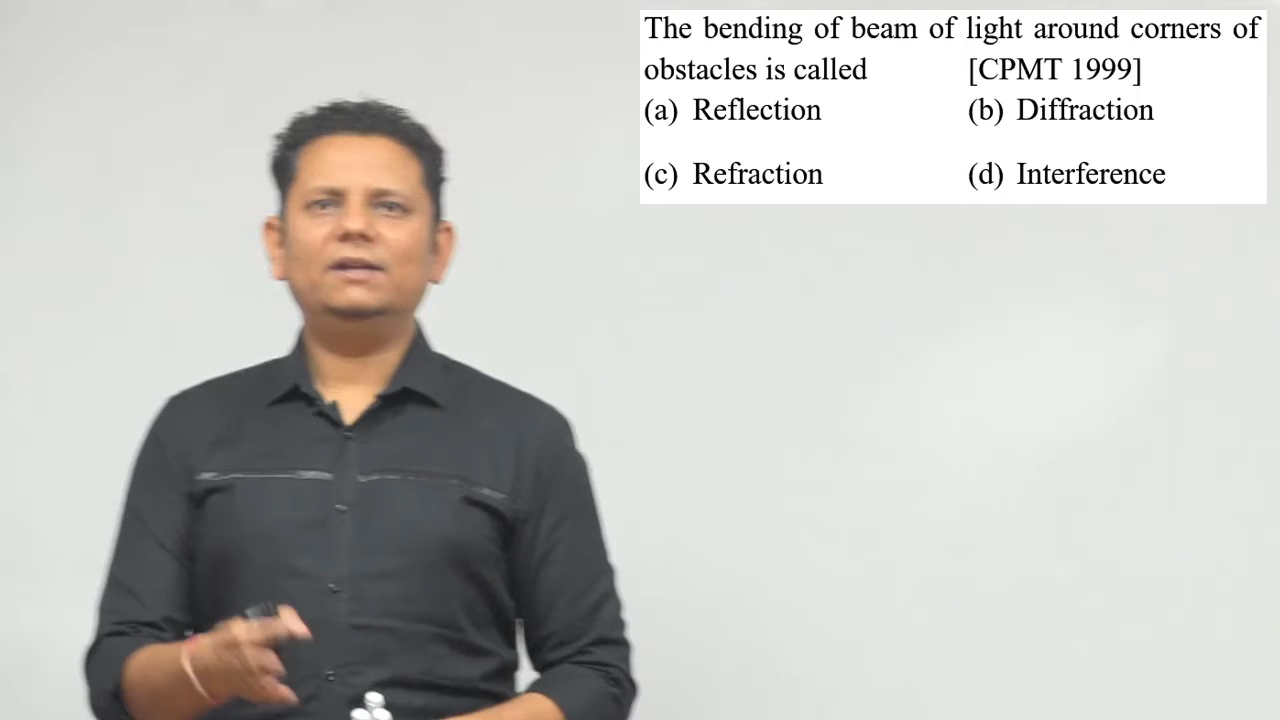 The bending of beam of light around corners of
obstacles is called [CPMT 1999]
(a) Reflection (b) Diffraction
(c) Refraction (d) Interference